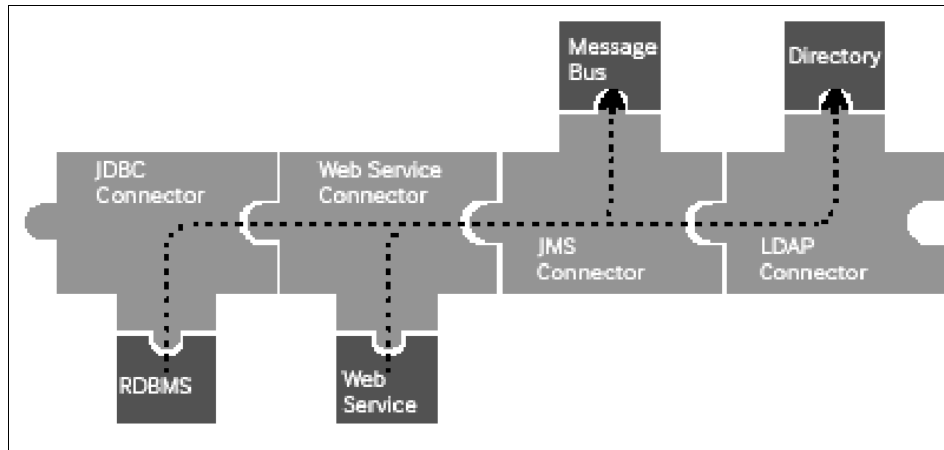 Message
Bus
Directory
JDBC
Connector
Web Service
Connector
JMS
Connector
LDAP
Connector
RDBMS
Web
Service